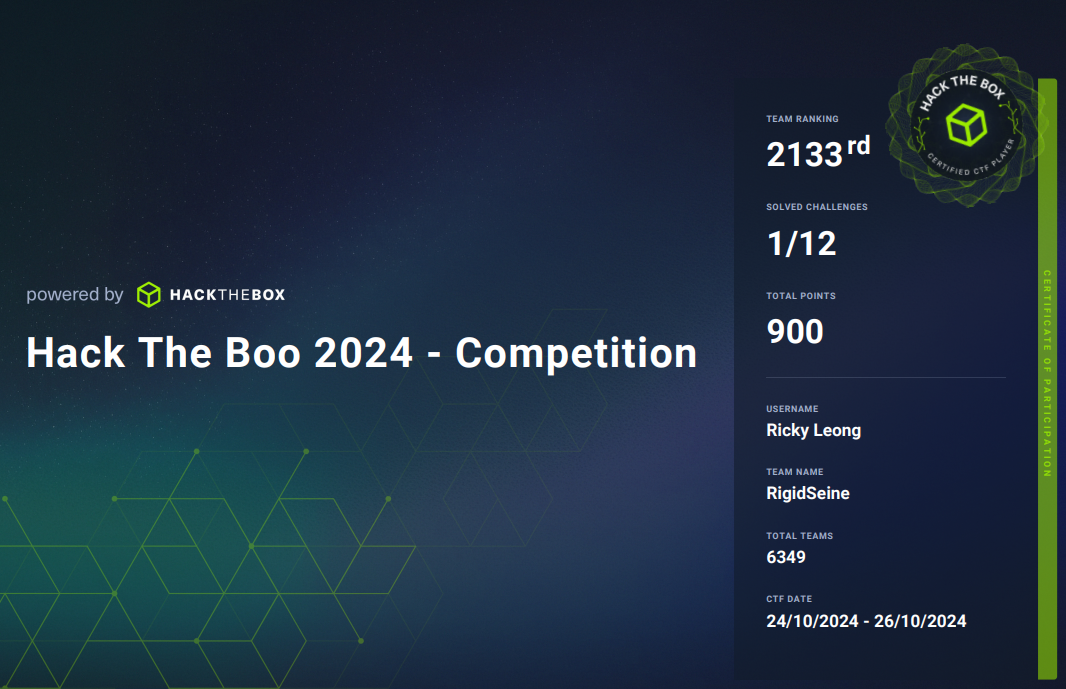 powered by HACKTHEBOX
Hack The Boo 2024 - Competition
TEAM RANKING
2133rd
SOLVED CHALLENGES
1/12
TOTAL POINTS
900
USERNAME
Ricky Leong
TEAM NAME
RigidSeine
TOTAL TEAMS
6349
CTF DATE
24/10/2024 - 26/10/2024
HACK THE BOX
CERTIFIED CTF PLAYER
CERTIFICATE OF PARTICIPATION